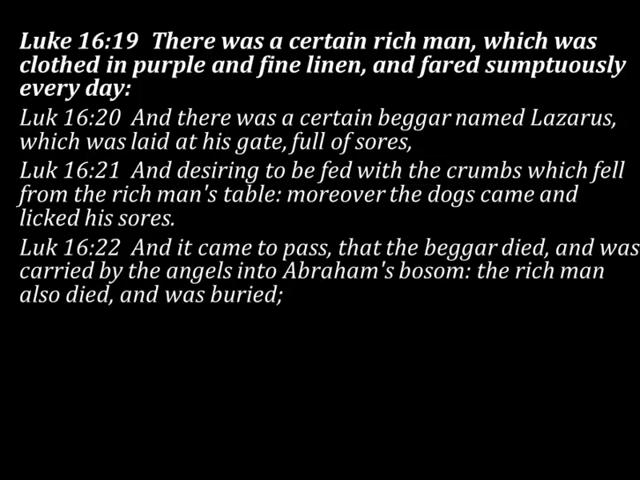 Luke 16:19  There was a certain rich man, which was
clothed in purple and fine linen, and fared sumptuously
every day:
Luk 16:20  And there was a certain beggar named Lazarus,
which was laid at his gate, full of sores,
Luk 16:21  And desiring to be fed with the crumbs which fell
from the rich man's table: moreover the dogs came and
licked his sores.
Luk 16:22  And it came to pass, that the beggar died, and was
carried by the angels into Abraham's bosom: the rich man
also died, and was buried;